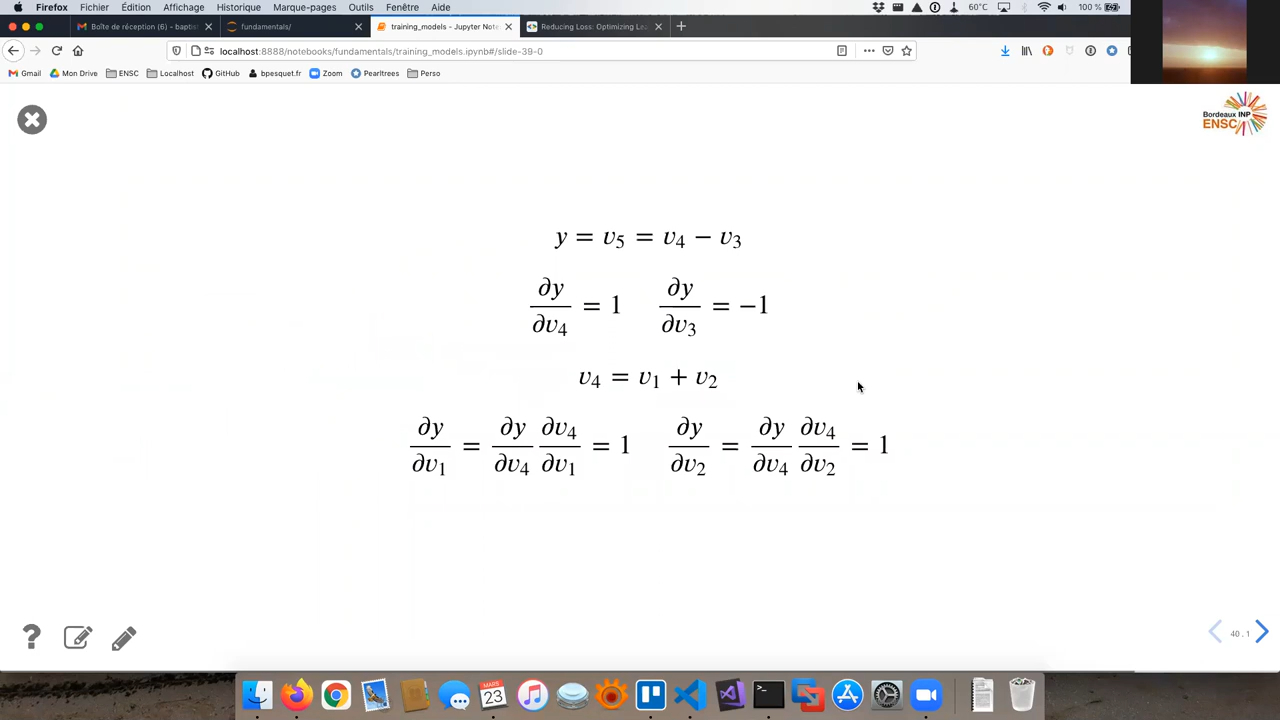 Firefox Fichier Édition Affichage Historique Marque-pages Outils Fenêtre Aide 60°C 100 %
Boîte de réception (6) – baptis fundamentals/ training_models - Jupyter Note Reducing Loss: Optimizing Lea
localhost:8888/notebooks/fundamentals/training_models.ipynb#/slide-39-0
Gmail Mon Drive ENSC Localhost GitHub bpesquet.fr Zoom Pearltrees Perso
Bordeaux INP
ENSC
y = v₅ = v₄ − v₃
∂y/∂v₄ = 1 ∂y/∂v₃ = −1
v₄ = v₁ + v₂
∂y/∂v₁ = ∂y/∂v₄ ∂v₄/∂v₁ = 1 ∂y/∂v₂ = ∂y/∂v₄ ∂v₄/∂v₂ = 1
40.1
MARS
23